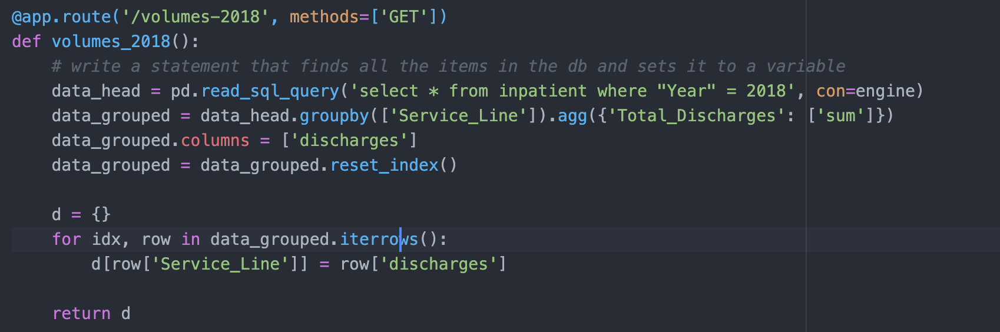 @app.route('/volumes-2018', methods=['GET'])
def volumes_2018():
    # write a statement that finds all the items in the db and sets it to a variable
    data_head = pd.read_sql_query('select * from inpatient where "Year" = 2018', con=engine)
    data_grouped = data_head.groupby(['Service_Line']).agg({'Total_Discharges': ['sum']})
    data_grouped.columns = ['discharges']
    data_grouped = data_grouped.reset_index()

    d = {}
    for idx, row in data_grouped.iterrows():
        d[row['Service_Line']] = row['discharges']

    return d